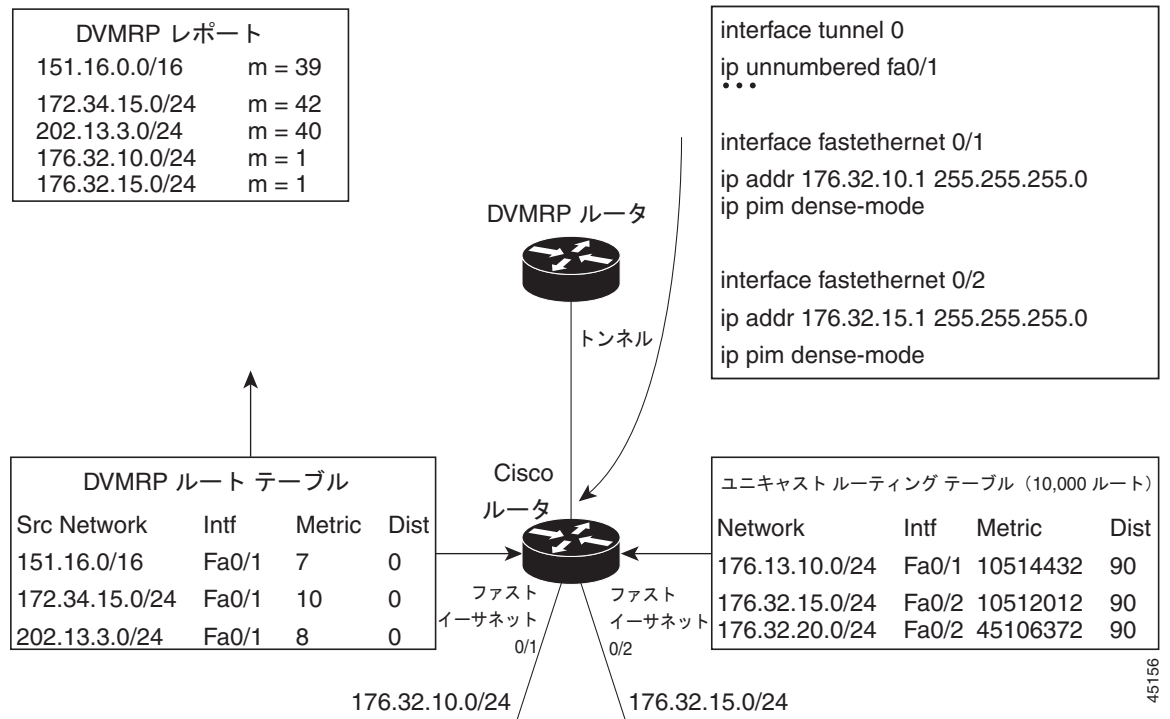 DVMRP レポート
151.16.0.0/16 m = 39
172.34.15.0/24 m = 42
202.13.3.0/24 m = 40
176.32.10.0/24 m = 1
176.32.15.0/24 m = 1
interface tunnel 0
ip unnumbered fa0/1
• • •
interface fastethernet 0/1
ip addr 176.32.10.1 255.255.255.0
ip pim dense-mode
interface fastethernet 0/2
ip addr 176.32.15.1 255.255.255.0
ip pim dense-mode
DVMRP ルータ
トンネル
DVMRP ルート テーブル
Src Network Intf Metric Dist
151.16.0/16 Fa0/1 7 0
172.34.15.0/24 Fa0/1 10 0
202.13.3.0/24 Fa0/1 8 0
Cisco
ルータ
ユニキャスト ルーティング テーブル（10,000 ルート）
Network Intf Metric Dist
176.13.10.0/24 Fa0/1 10514432 90
176.32.15.0/24 Fa0/2 10512012 90
176.32.20.0/24 Fa0/2 45106372 90
ファスト
イーサネット
0/1
ファスト
イーサネット
0/2
176.32.10.0/24
176.32.15.0/24
45156